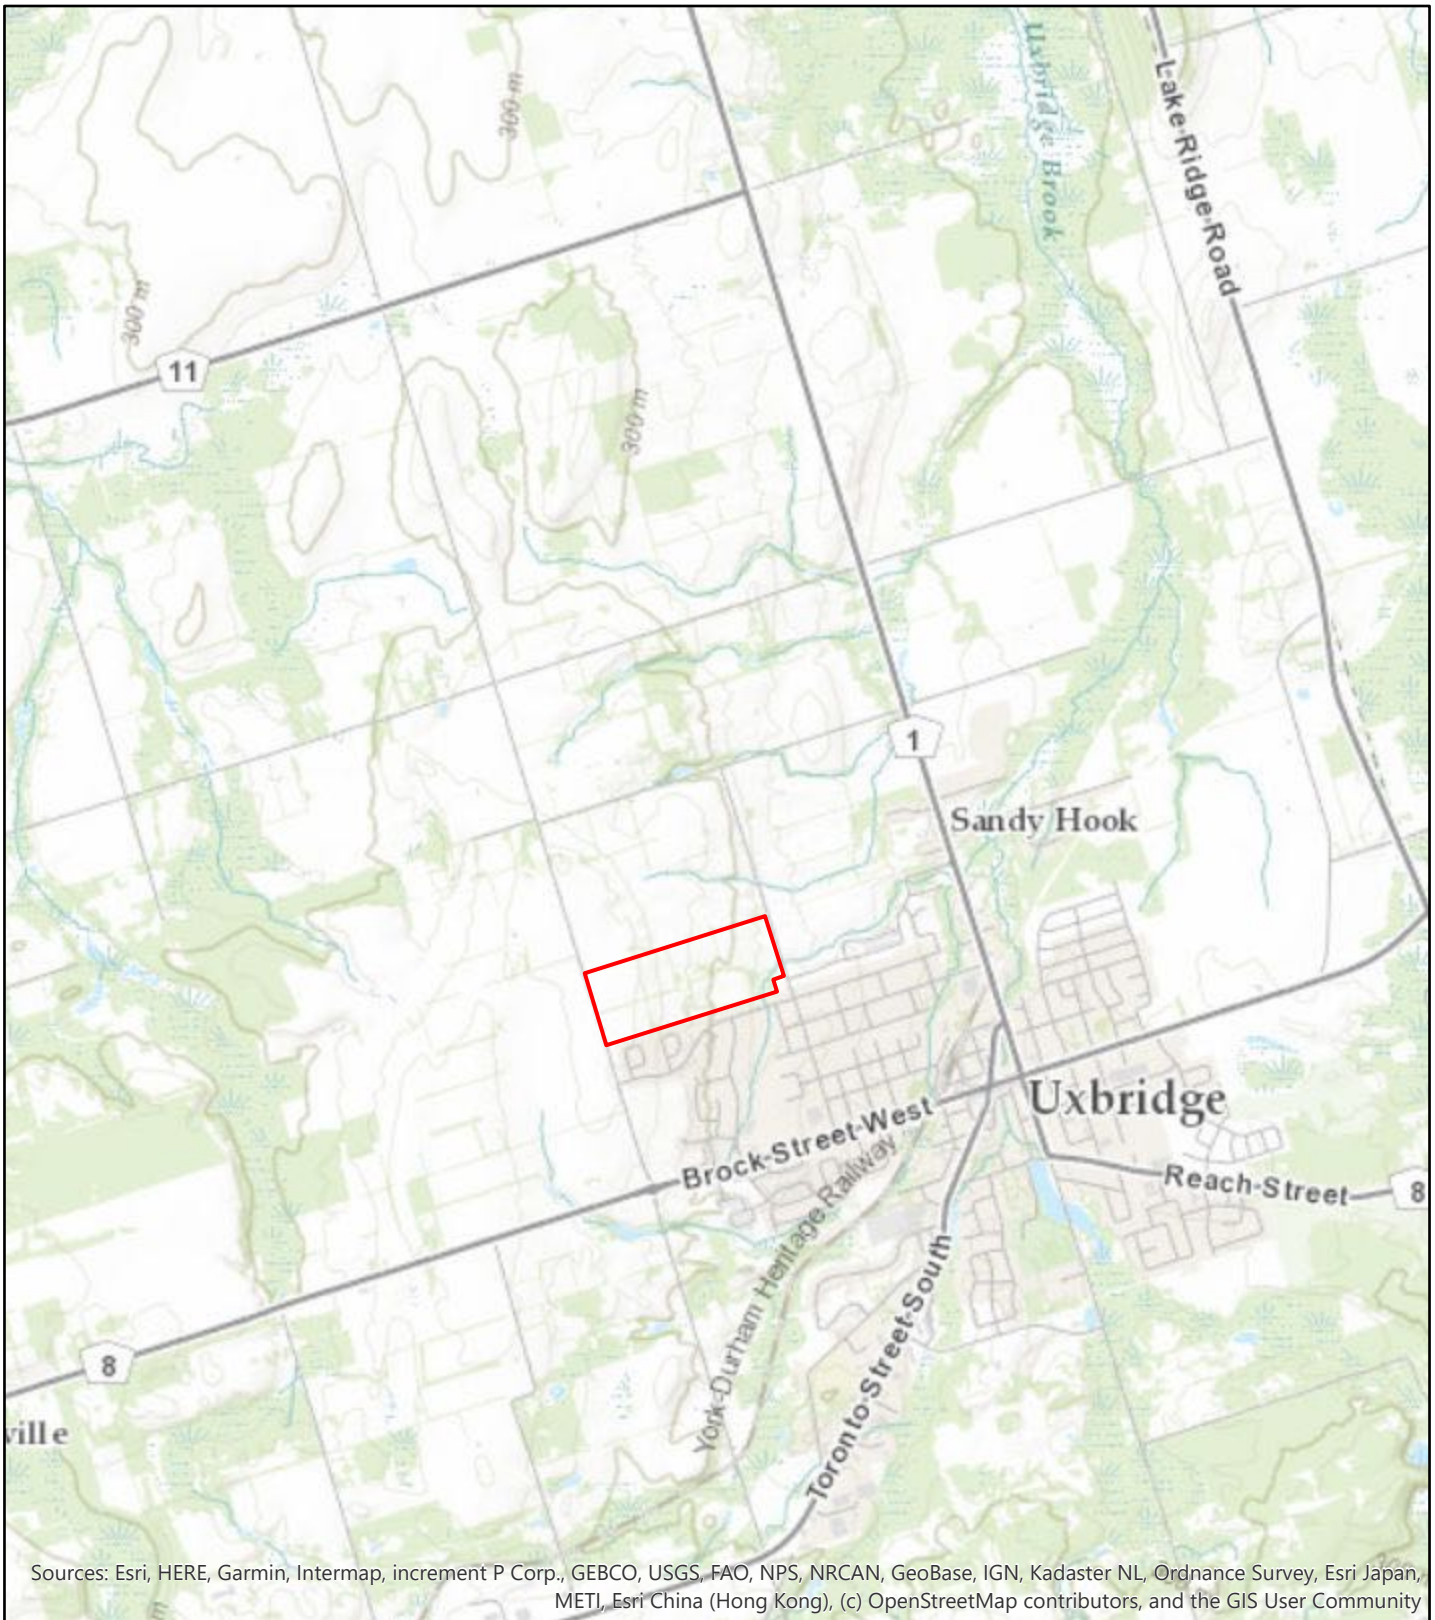 Uxbridge Brook
Lake Ridge Road
300 m
300 m
11
300 m
1
Sandy Hook
Uxbridge
Brock Street West
Reach Street
8
York-Durham Heritage Railway
Toronto Street South
8
ville
m
Sources: Esri, HERE, Garmin, Intermap, increment P Corp., GEBCO, USGS, FAO, NPS, NRCAN, GeoBase, IGN, Kadaster NL, Ordnance Survey, Esri Japan,
METI, Esri China (Hong Kong), (c) OpenStreetMap contributors, and the GIS User Community